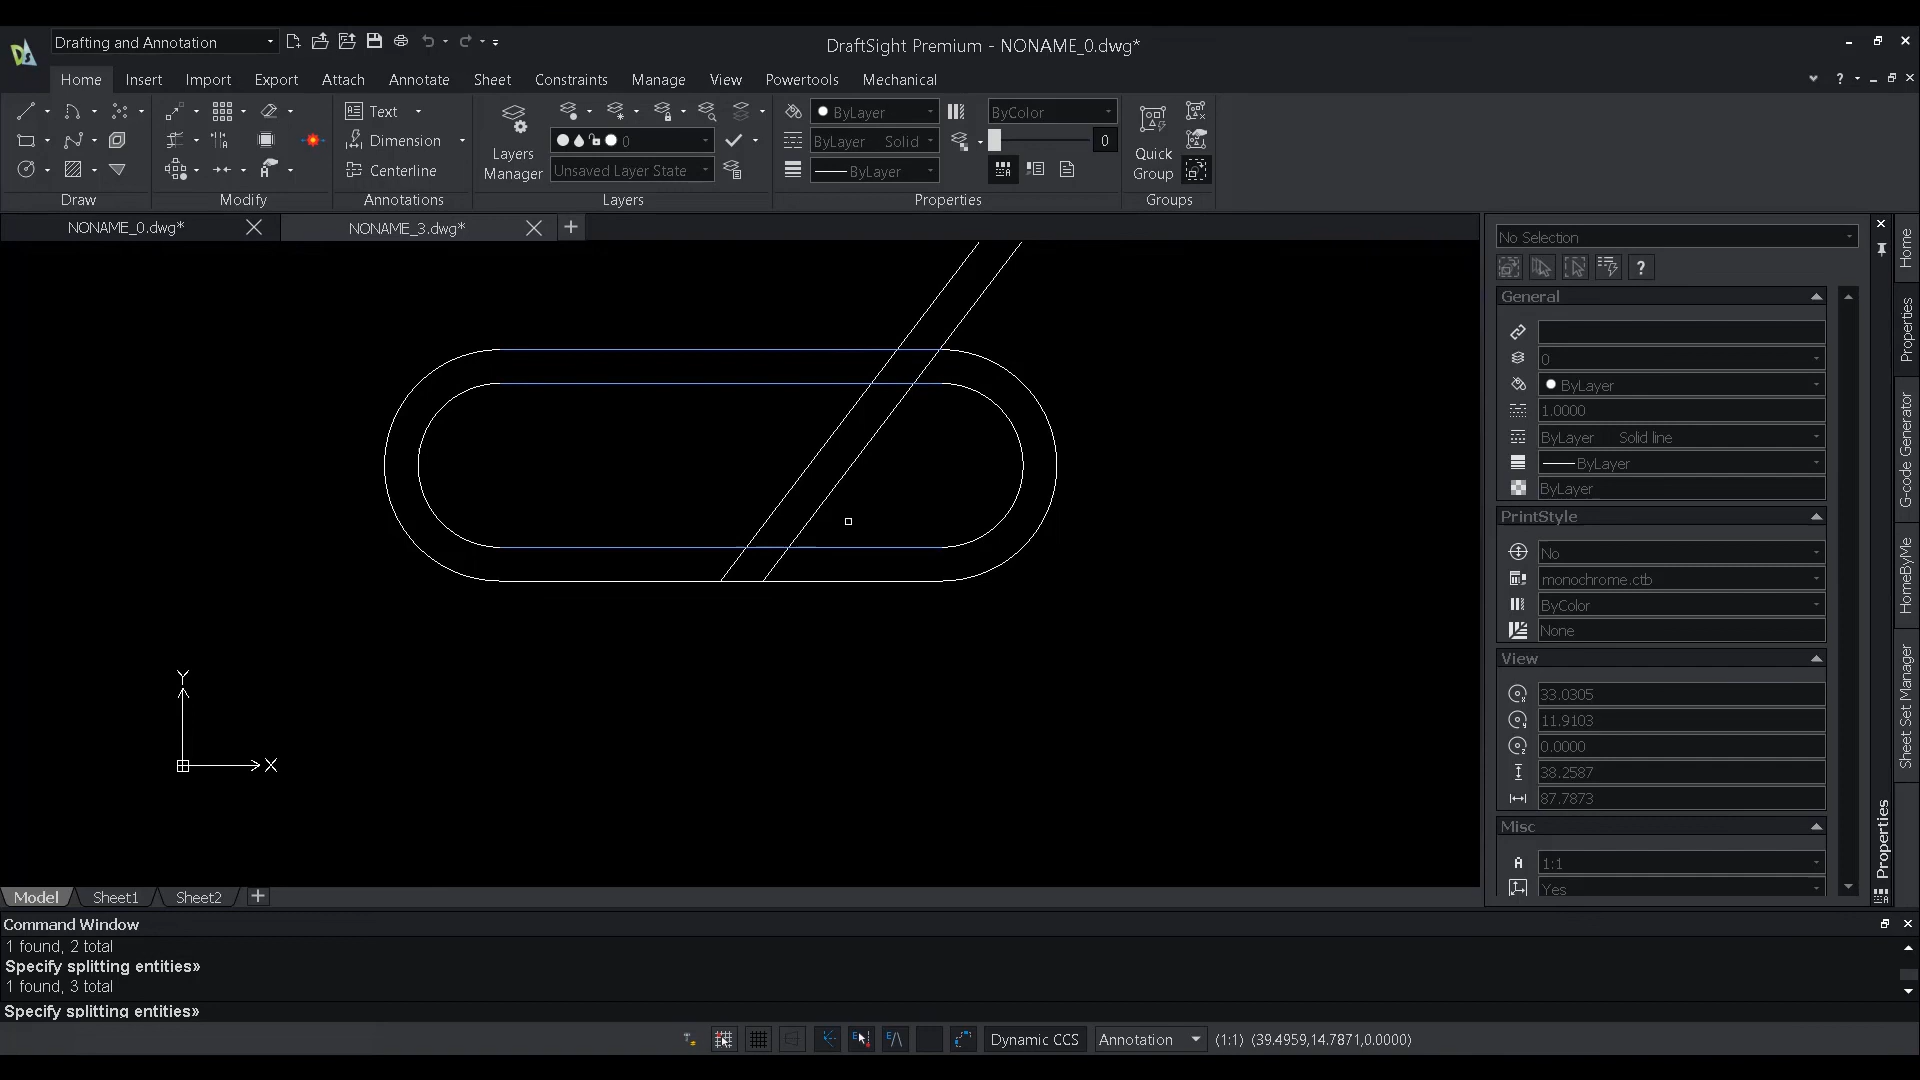 Drafting and Annotation
DraftSight Premium - NONAME_0.dwg*
Home Insert Import Export Attach Annotate Sheet Constraints Manage View Powertools Mechanical
Text
Dimension
Centerline
Layers Manager
0
Unsaved Layer State
ByLayer
ByLayer Solid
ByLayer
ByColor
0
Quick Group
Draw Modify Annotations Layers Properties Groups
NONAME_0.dwg* NONAME_3.dwg*
Y
X
No Selection
General
0
ByLayer
1.0000
ByLayer Solid line
ByLayer
ByLayer
PrintStyle
No
monochrome.ctb
ByColor
None
View
33.0305
11.9103
0.0000
38.2587
87.7873
Misc
1:1
Yes
Home
Properties
G-code Generator
HomeByMe
Sheet Set Manager
Properties
Model Sheet1 Sheet2
Command Window
1 found, 2 total
Specify splitting entities»
1 found, 3 total
Specify splitting entities»
Dynamic CCS Annotation (1:1) (39.4959,14.7871,0.0000)